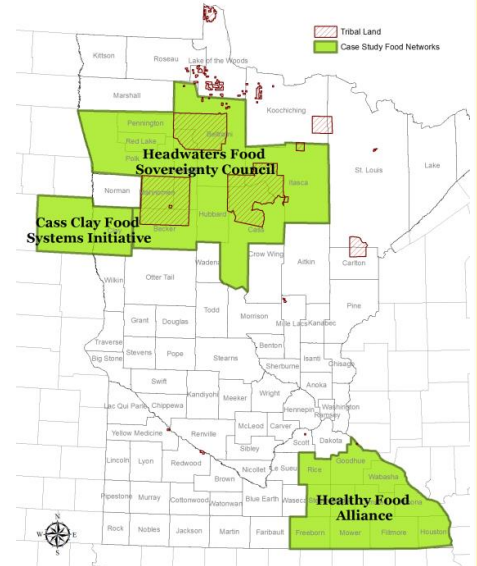 Tribal Land
Case Study Food Networks
Kittson
Roseau
Lake of the Woods
Marshall
Koochiching
Pennington
Beltrami
Red Lake
Polk
Headwaters Food
Sovereignty Council
St. Louis
Lake
Itasca
Norman
Mahnomen
Hubbard
Cass Clay Food
Systems Initiative
Becker
Cass
Wadena
Crow Wing
Aitkin
Carlton
Wilkin
Otter Tail
Pine
Todd
Morrison
Mille Lacs
Kanabec
Grant
Douglas
Traverse
Big Stone
Stevens
Pope
Stearns
Benton
Isanti
Chisago
Sherburne
Swift
Anoka
Kandiyohi
Meeker
Wright
Lac Qui Parle
Chippewa
Hennepin
Washington
Ramsey
McLeod
Carver
Yellow Medicine
Renville
Scott
Dakota
Sibley
Lincoln
Lyon
Redwood
Nicollet
Le Sueur
Rice
Goodhue
Wabasha
Brown
Pipestone
Murray
Cottonwood
Watonwan
Blue Earth
Waseca
Healthy Food
Alliance
Rock
Nobles
Jackson
Martin
Faribault
Freeborn
Mower
Fillmore
Houston
N
W
E
S